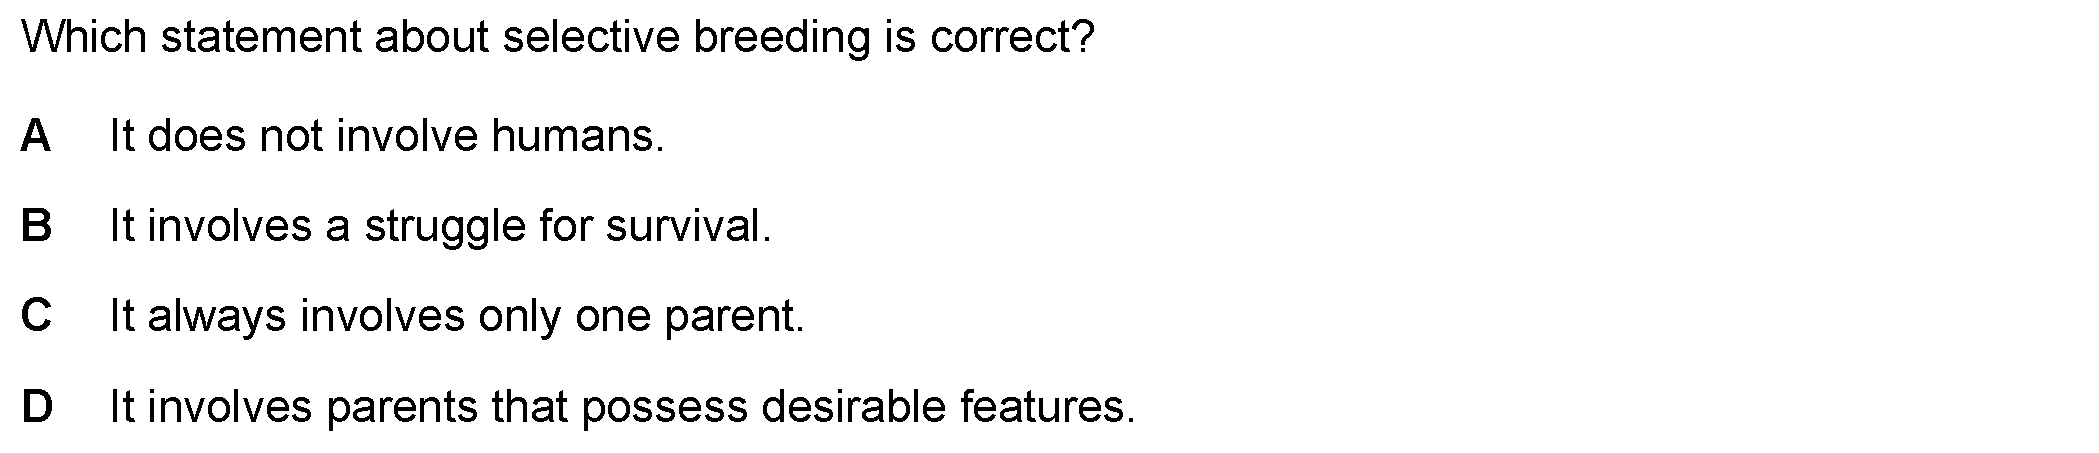 Which statement about selective breeding is correct?
A It does not involve humans.
B It involves a struggle for survival.
C It always involves only one parent.
D It involves parents that possess desirable features.